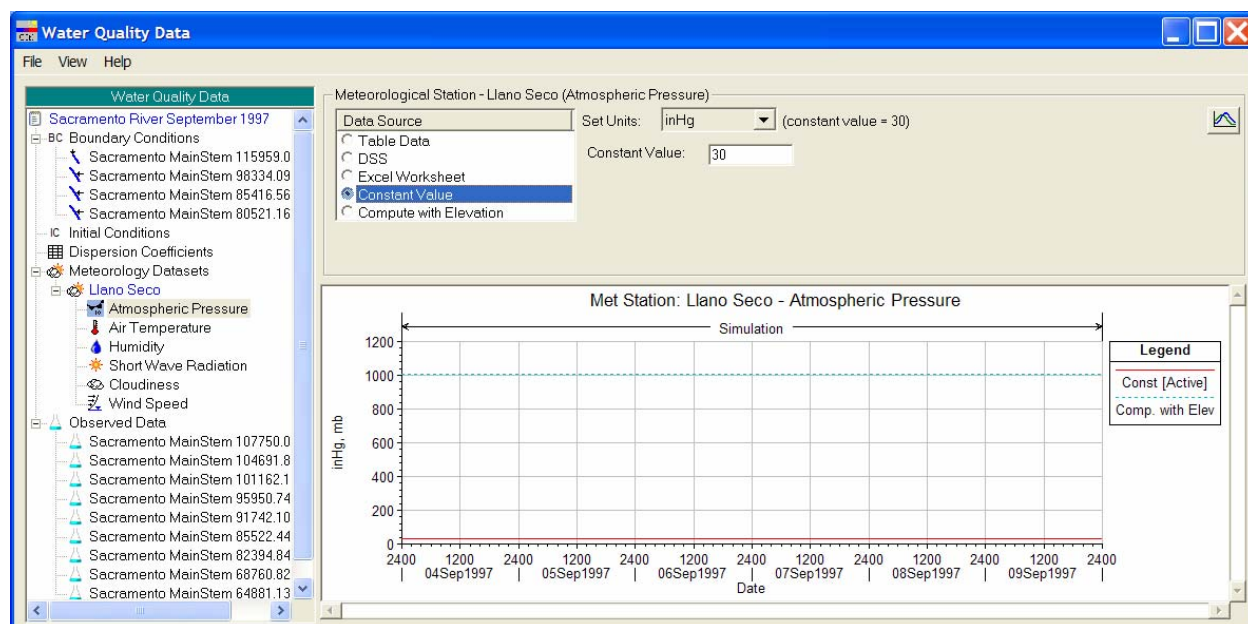 Water Quality Data
File View Help
Water Quality Data
Sacramento River September 1997
BC Boundary Conditions
Sacramento MainStem 115959.0
Sacramento MainStem 98334.09
Sacramento MainStem 85416.56
Sacramento MainStem 80521.16
IC Initial Conditions
Dispersion Coefficients
Meteorology Datasets
Llano Seco
Atmospheric Pressure
Air Temperature
Humidity
Short Wave Radiation
Cloudiness
Wind Speed
Observed Data
Sacramento MainStem 107750.0
Sacramento MainStem 104691.8
Sacramento MainStem 101162.1
Sacramento MainStem 95950.74
Sacramento MainStem 91742.10
Sacramento MainStem 85522.44
Sacramento MainStem 82394.84
Sacramento MainStem 68760.82
Sacramento MainStem 64881.13
Meteorological Station - Llano Seco (Atmospheric Pressure)
Data Source
Table Data
DSS
Excel Worksheet
Constant Value
Compute with Elevation
Set Units: inHg (constant value = 30)
Constant Value: 30
Met Station: Llano Seco - Atmospheric Pressure
Simulation
1200
1000
800
600
400
200
0
inHg, mb
2400 1200 2400 1200 2400 1200 2400 1200 2400 1200 2400 1200 2400
| 04Sep1997 | 05Sep1997 | 06Sep1997 | 07Sep1997 | 08Sep1997 | 09Sep1997 |
Date
Legend
Const [Active]
Comp. with Elev